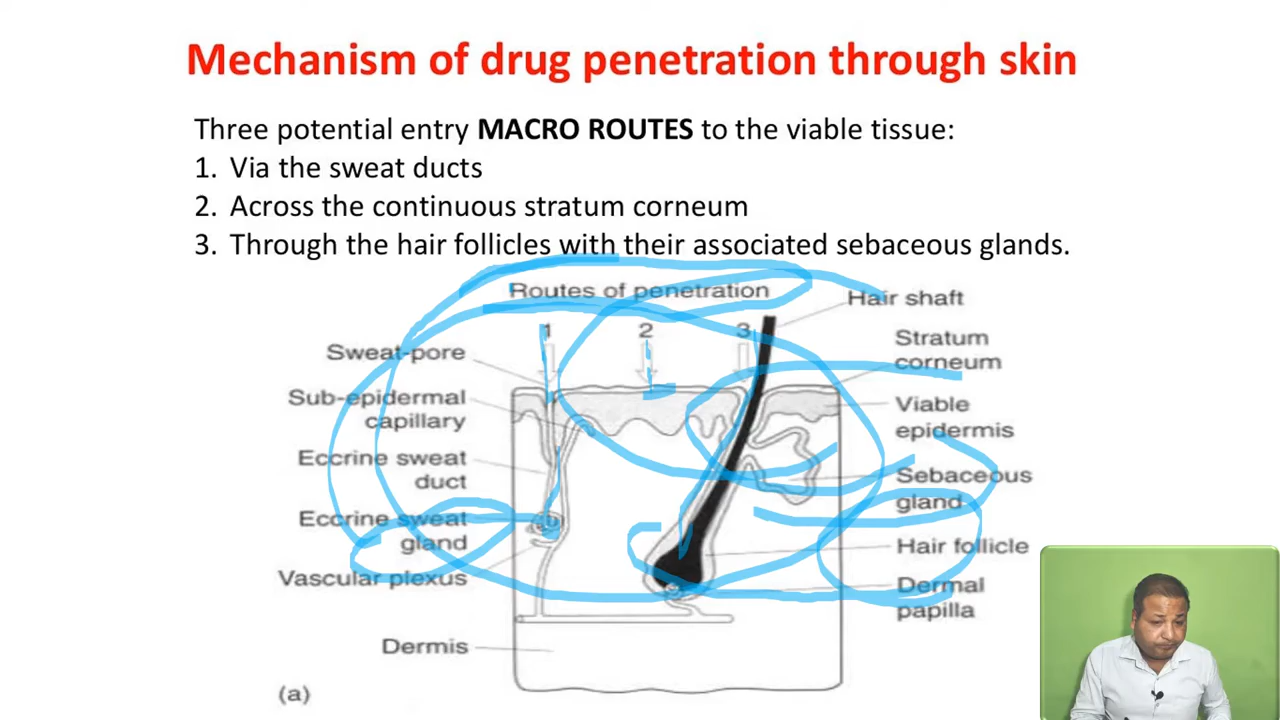 Mechanism of drug penetration through skin
Three potential entry MACRO ROUTES to the viable tissue:
1. Via the sweat ducts
2. Across the continuous stratum corneum
3. Through the hair follicles with their associated sebaceous glands.
Routes of penetration
Hair shaft
1 2 3
Stratum
corneum
Sweat-pore
Sub-epidermal
capillary
Viable
epidermis
Eccrine sweat
duct
Sebaceous
gland
Eccrine sweat
gland
Hair follicle
Vascular plexus
Dermal
papilla
Dermis
(a)